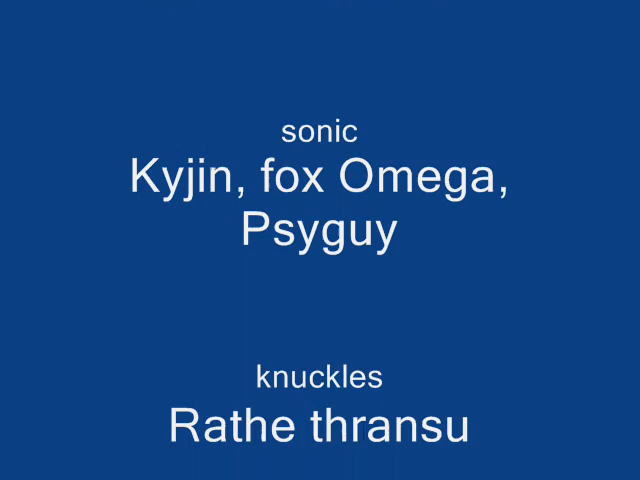 sonic
Kyjin, fox Omega,
Psyguy
knuckles
Rathe thransu